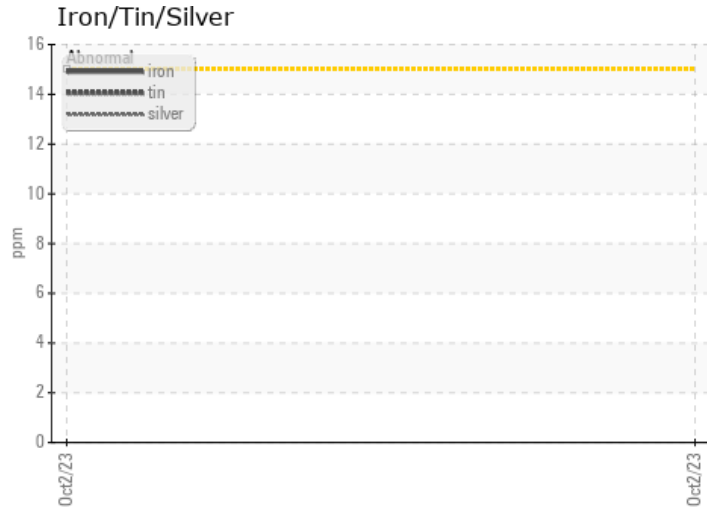 Iron/Tin/Silver
16
Abnormal
iron
14
tin
silver
12
10
8
ppm
6
4
2
0
Oct2/23
Oct2/23